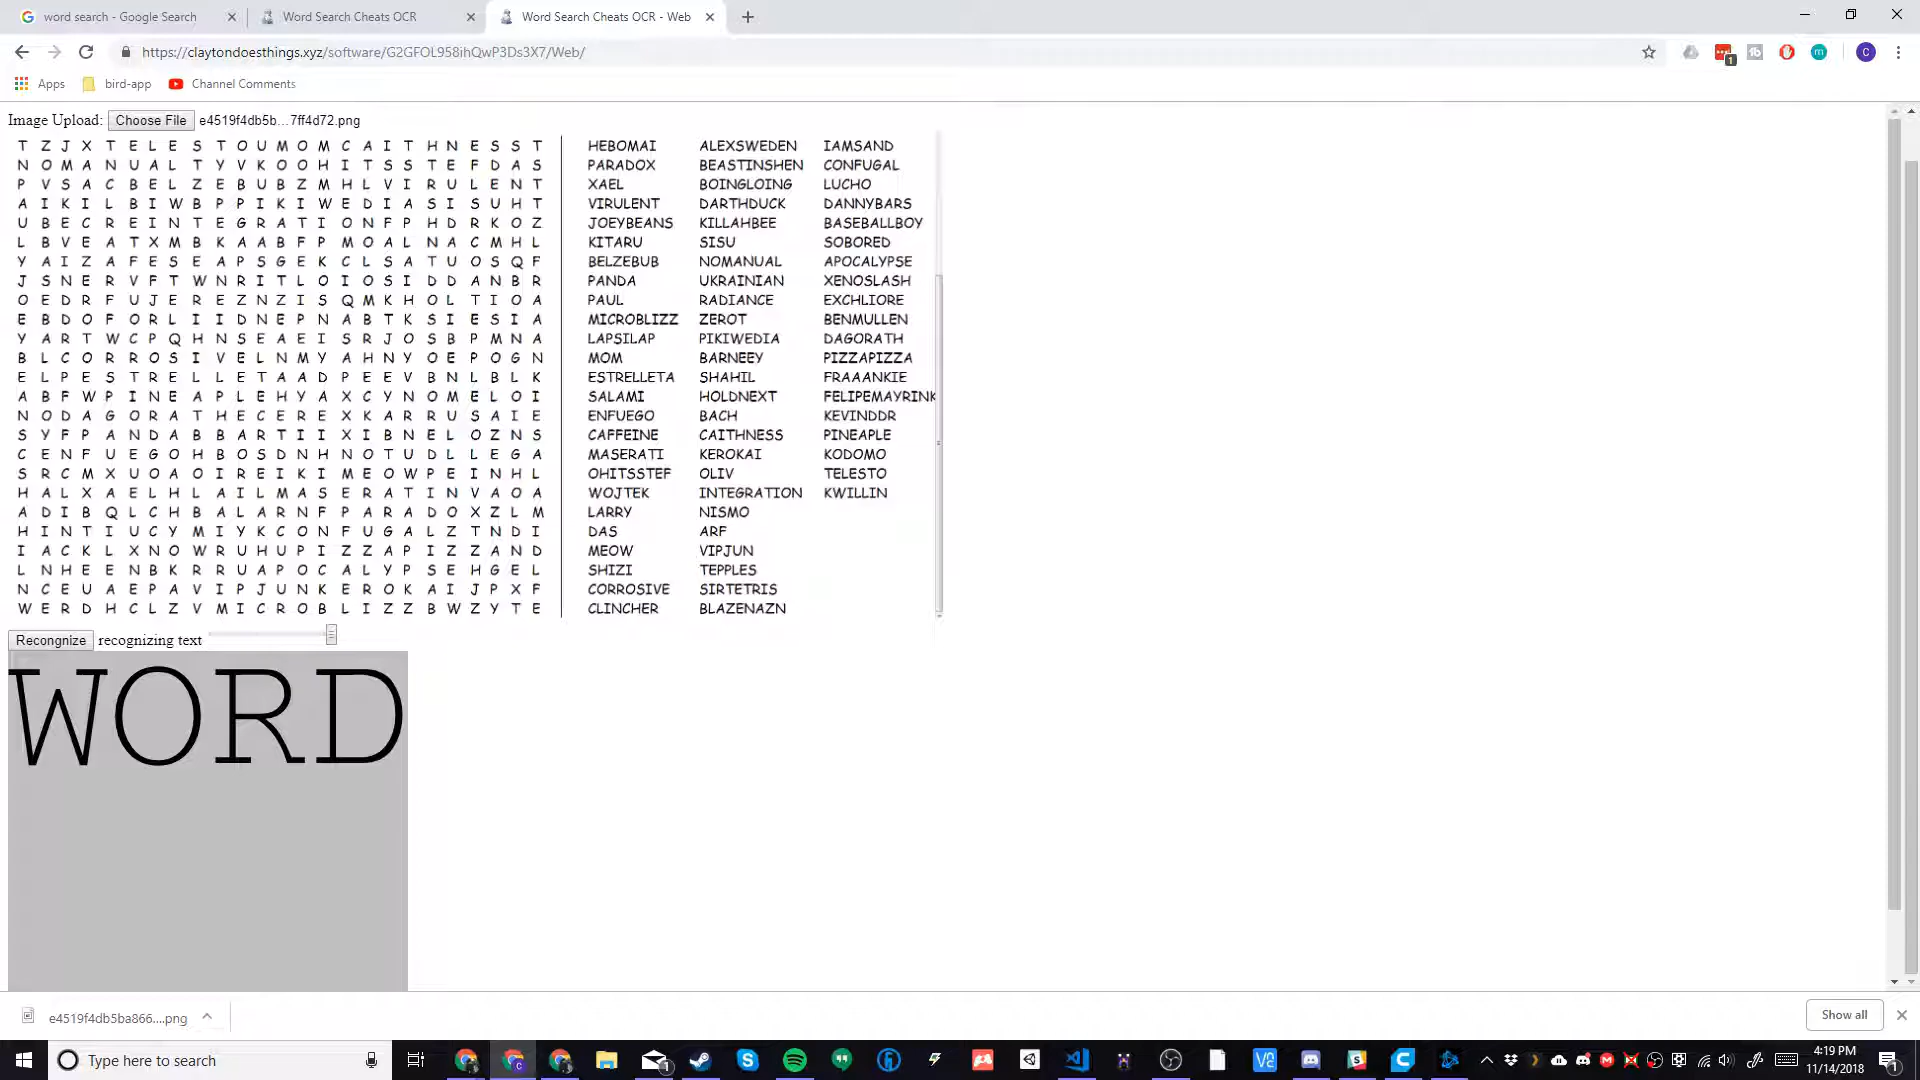 word search - Google Search
Word Search Cheats OCR
Word Search Cheats OCR - Web
https://claytondoesthings.xyz/software/G2GFOL958ihQwP3Ds3X7/Web/
Apps bird-app Channel Comments
Image Upload: Choose File e4519f4db5b...7ff4d72.png
T Z J X T E L E S T O U M O M C A I T H N E S S T HEBOMAI ALEXSWEDEN IAMSAND
N O M A N U A L T Y V K O O H I T S S T E F D A S PARADOX BEASTINSHEN CONFUGAL
P V S A C B E L Z E B U B Z M H L V I R U L E N T XAEL BOINGLOING LUCHO
A I K I L B I W B P P I K I W E D I A S I S U H T VIRULENT DARTHDUCK DANNYBARS
U B E C R E I N T E G R A T I O N F P H D R K O Z JOEYBEANS KILLAHBEE BASEBALLBOY
L B V E A T X M B K A A B F P M O A L N A C M H L KITARU SISU SOBORED
Y A I Z A F E S E A P S G E K C L S A T U O S Q F BELZEBUB NOMANUAL APOCALYPSE
J S N E R V F T W N R I T L O I O S I D D A N B R PANDA UKRAINIAN XENOSLASH
O E D R F U J E R E Z N Z I S Q M K H O L T I O A PAUL RADIANCE EXCHLIORE
E B D O F O R L I I D N E P N A B T K S I E S I A MICROBLIZZ ZEROT BENMULLEN
Y A R T W C P Q H N S E A E I S R J O S B P M N A LAPSILAP PIKIWEDIA DAGORATH
B L C O R R O S I V E L N M Y A H N Y O E P O G N MOM BARNEEY PIZZAPIZZA
E L P E S T R E L L E T A A D P E E V B N L B L K ESTRELLETA SHAHIL FRAAANKIE
A B F W P I N E A P L E H Y A X C Y N O M E L O I SALAMI HOLDNEXT FELIPEMAYRINK
N O D A G O R A T H E C E R E X K A R R U S A I E ENFUEGO BACH KEVINDDR
S Y F P A N D A B B A R T I I X I B N E L O Z N S CAFFEINE CAITHNESS PINEAPLE
C E N F U E G O H B O S D N H N O T U D L L E G A MASERATI KEROKAI KODOMO
S R C M X U O A O I R E I K I M E O W P E I N H L OHITSSTEF OLIV TELESTO
H A L X A E L H L A I L M A S E R A T I N V A O A WOJTEK INTEGRATION KWILLIN
A D I B Q L C H B A L A R N F P A R A D O X Z L M LARRY NISMO
H I N T I U C Y M I Y K C O N F U G A L Z T N D I DAS ARF
I A C K L X N O W R U H U P I Z Z A P I Z Z A N D MEOW VIPJUN
L N H E E N B K R R U A P O C A L Y P S E H G E L SHIZI TEPPLES
N C E U A E P A V I P J U N K E R O K A I J P X F CORROSIVE SIRTETRIS
W E R D H C L Z V M I C R O B L I Z Z B W Z Y T E CLINCHER BLAZENAZN
Recongnize recognizing text
WORD
e4519f4db5ba866....png
Show all
Type here to search
4:19 PM
11/14/2018